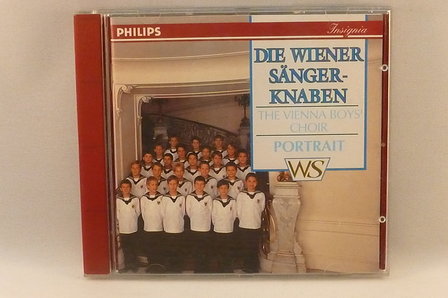 PHILIPS
Insignia
DIE WIENER
SÄNGER-
KNABEN
THE VIENNA BOYS'
CHOIR
PORTRAIT
WS